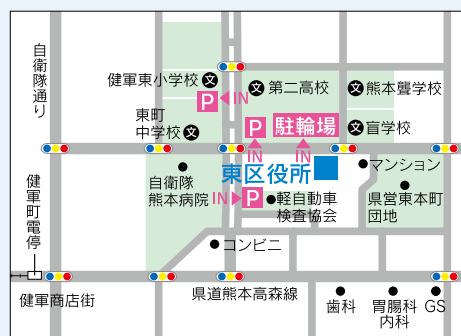 自衛隊通り
健軍東小学校
文
P
IN
文
第二高校
文
熊本聾学校
東町
中学校
文
P
IN
駐輪場
IN
文
盲学校
自衛隊
熊本病院
東区役所
マンション
IN
P
軽自動車
検査協会
県営東本町
団地
健軍町電停
コンビニ
健軍商店街
県道熊本高森線
歯科
胃腸科
内科
GS